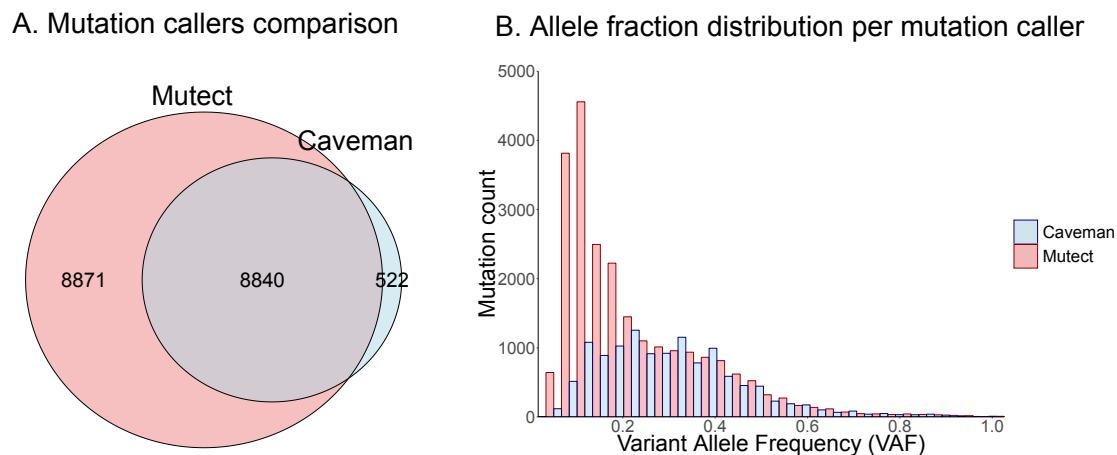 A. Mutation callers comparison
Mutect
Caveman
8871
8840
522
B. Allele fraction distribution per mutation caller
5000
4000
3000
2000
1000
0
Mutation count
0.2
0.4
0.6
0.8
1.0
Variant Allele Frequency (VAF)
Caveman
Mutect